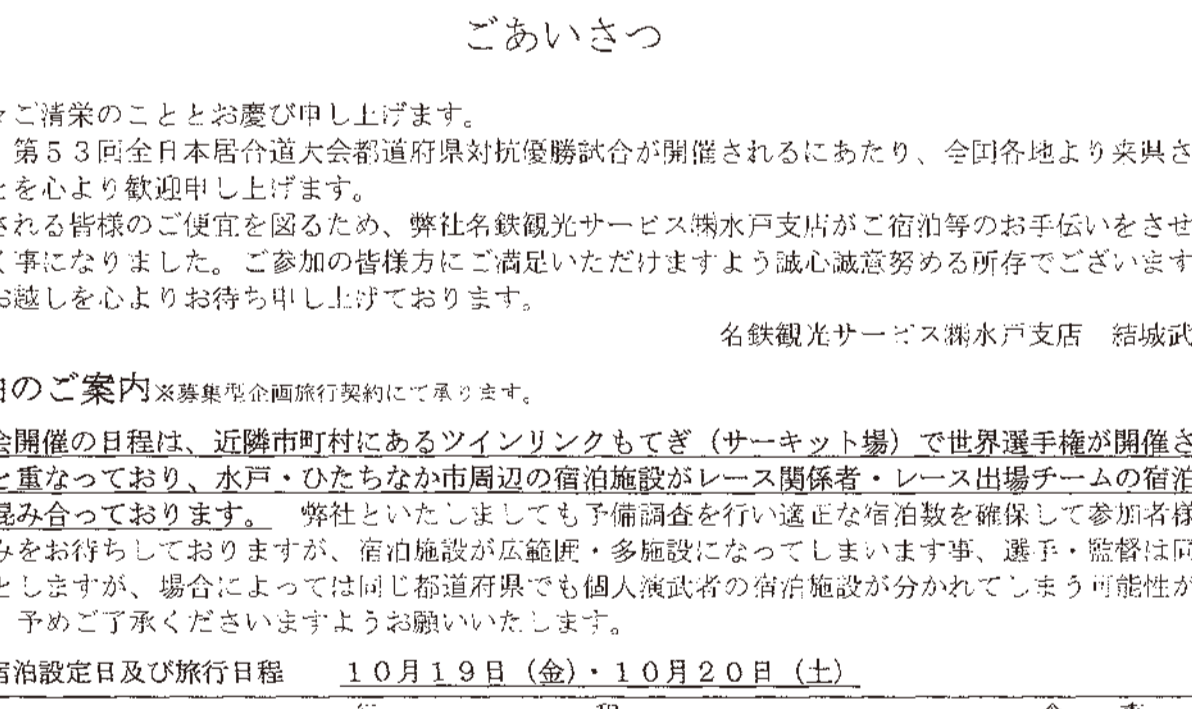 ごあいさつ
ご清栄のこととお慶び申し上げます。
第５３回全日本居合道大会都道府県対抗優勝試合が開催されるにあたり、全国各地より来県さ
とを心より歓迎申し上げます。
される皆様のご便宜を図るため、弊社名鉄観光サービス㈱水戸支店がご宿泊等のお手伝いをさせ
く事になりました。ご参加の皆様方にご満足いただけますよう誠心誠意努める所存でございます
お越しを心よりお待ち申し上げております。
名鉄観光サービス㈱水戸支店　結城武
のご案内※募集型企画旅行契約にて承ります。
会開催の日程は、近隣市町村にあるツインリンクもてぎ（サーキット場）で世界選手権が開催さ
と重なっており、水戸・ひたちなか市周辺の宿泊施設がレース関係者・レース出場チームの宿泊
混み合っております。　弊社といたしましても予備調査を行い適正な宿泊数を確保して参加者様
みをお待ちしておりますが、宿泊施設が広範囲・多施設になってしまいます事、選手・監督は同
としますが、場合によっては同じ都道府県でも個人演武者の宿泊施設が分かれてしまう可能性が
予めご了承くださいますようお願いいたします。
宿泊設定日及び旅行日程　１０月１９日（金）・１０月２０日（土）